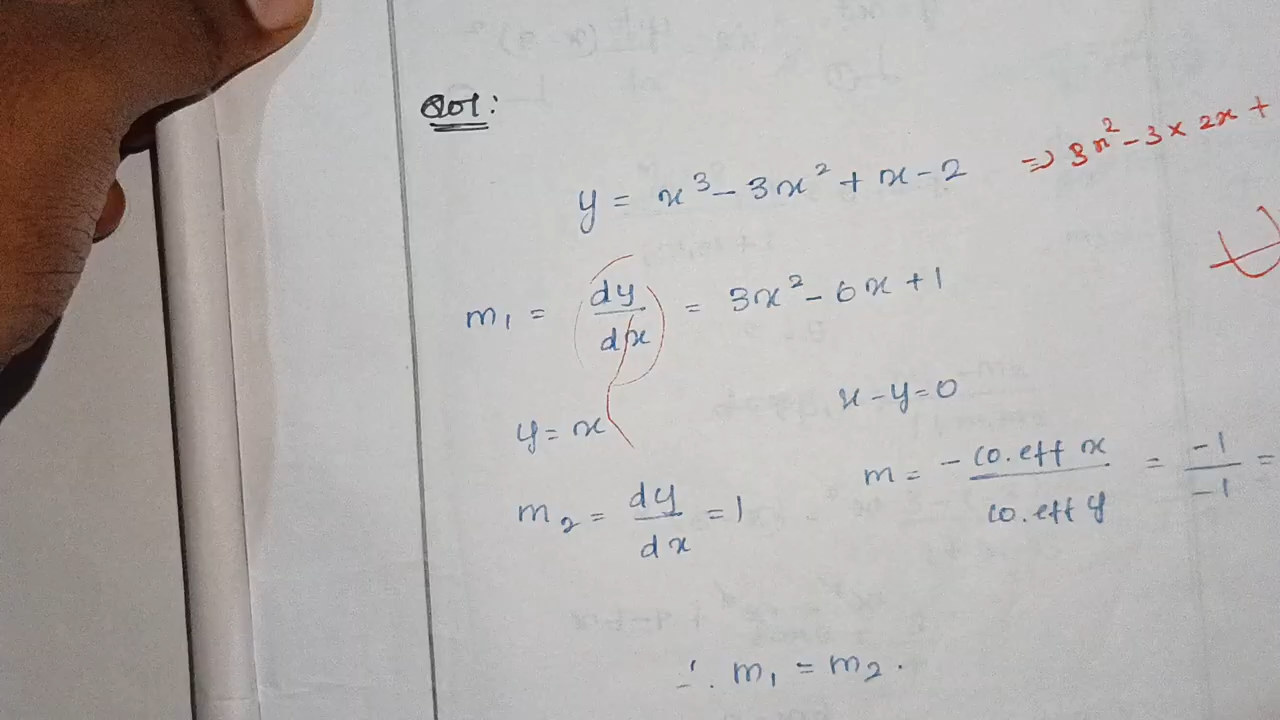 Sol:
y = x³ - 3x² + x - 2 ⇒ 3x² - 3 × 2x +
m₁ = (dy/dx) = 3x² - 6x + 1
y = x x - y = 0
m₂ = dy/dx = 1 m = - co.eff x / co.eff y = -1/-1 =
∴ m₁ = m₂.